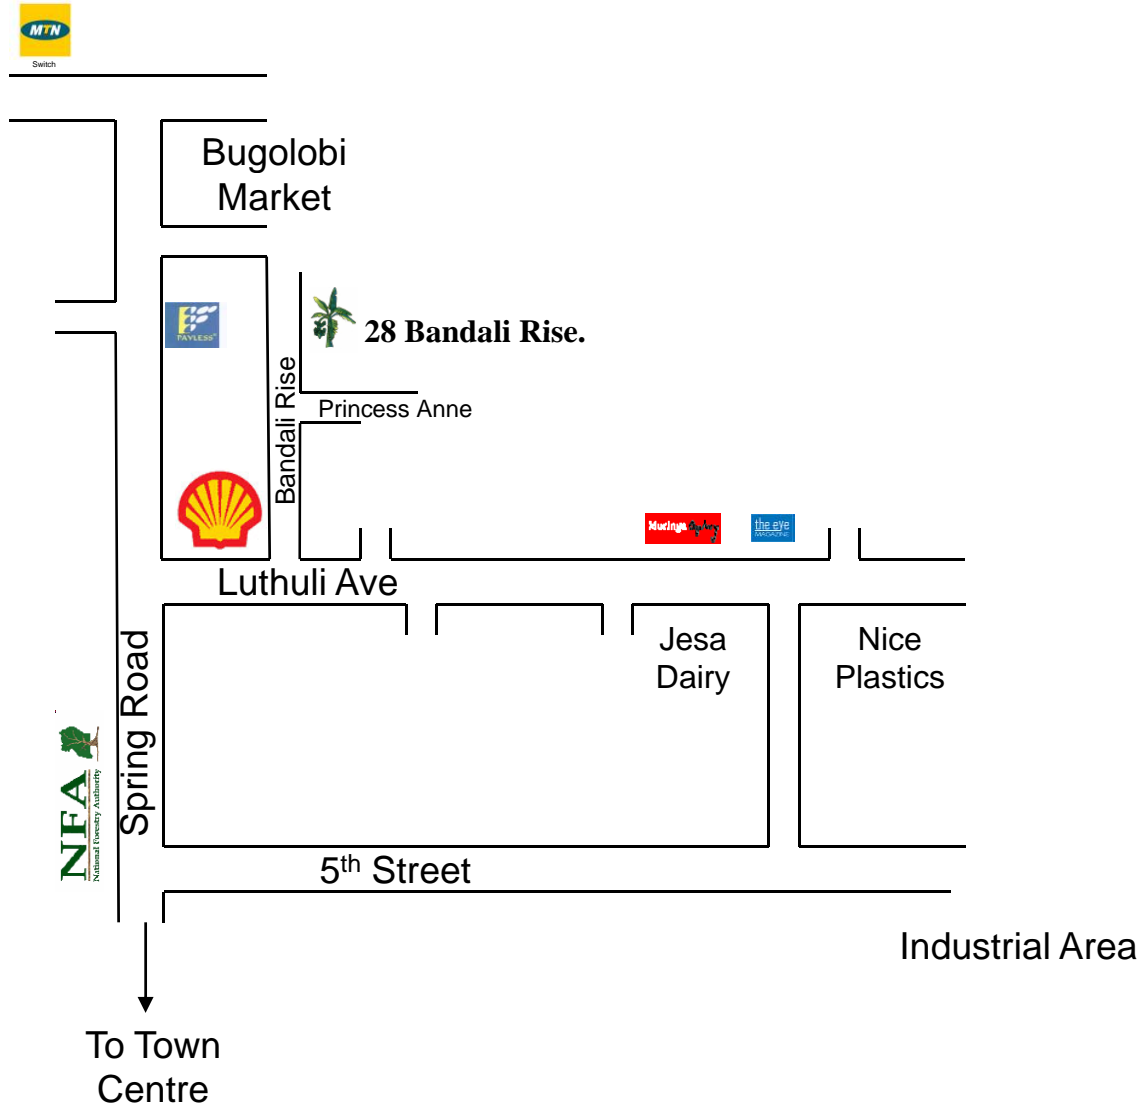 MTN
Switch
Bugolobi
Market
PAYLESS
28 Bandali Rise.
Bandali Rise
Princess Anne
the eye
MAGAZINE
Luthuli Ave
Jesa
Dairy
Nice
Plastics
Spring Road
NFA
National Forestry Authority
5th Street
Industrial Area
To Town
Centre